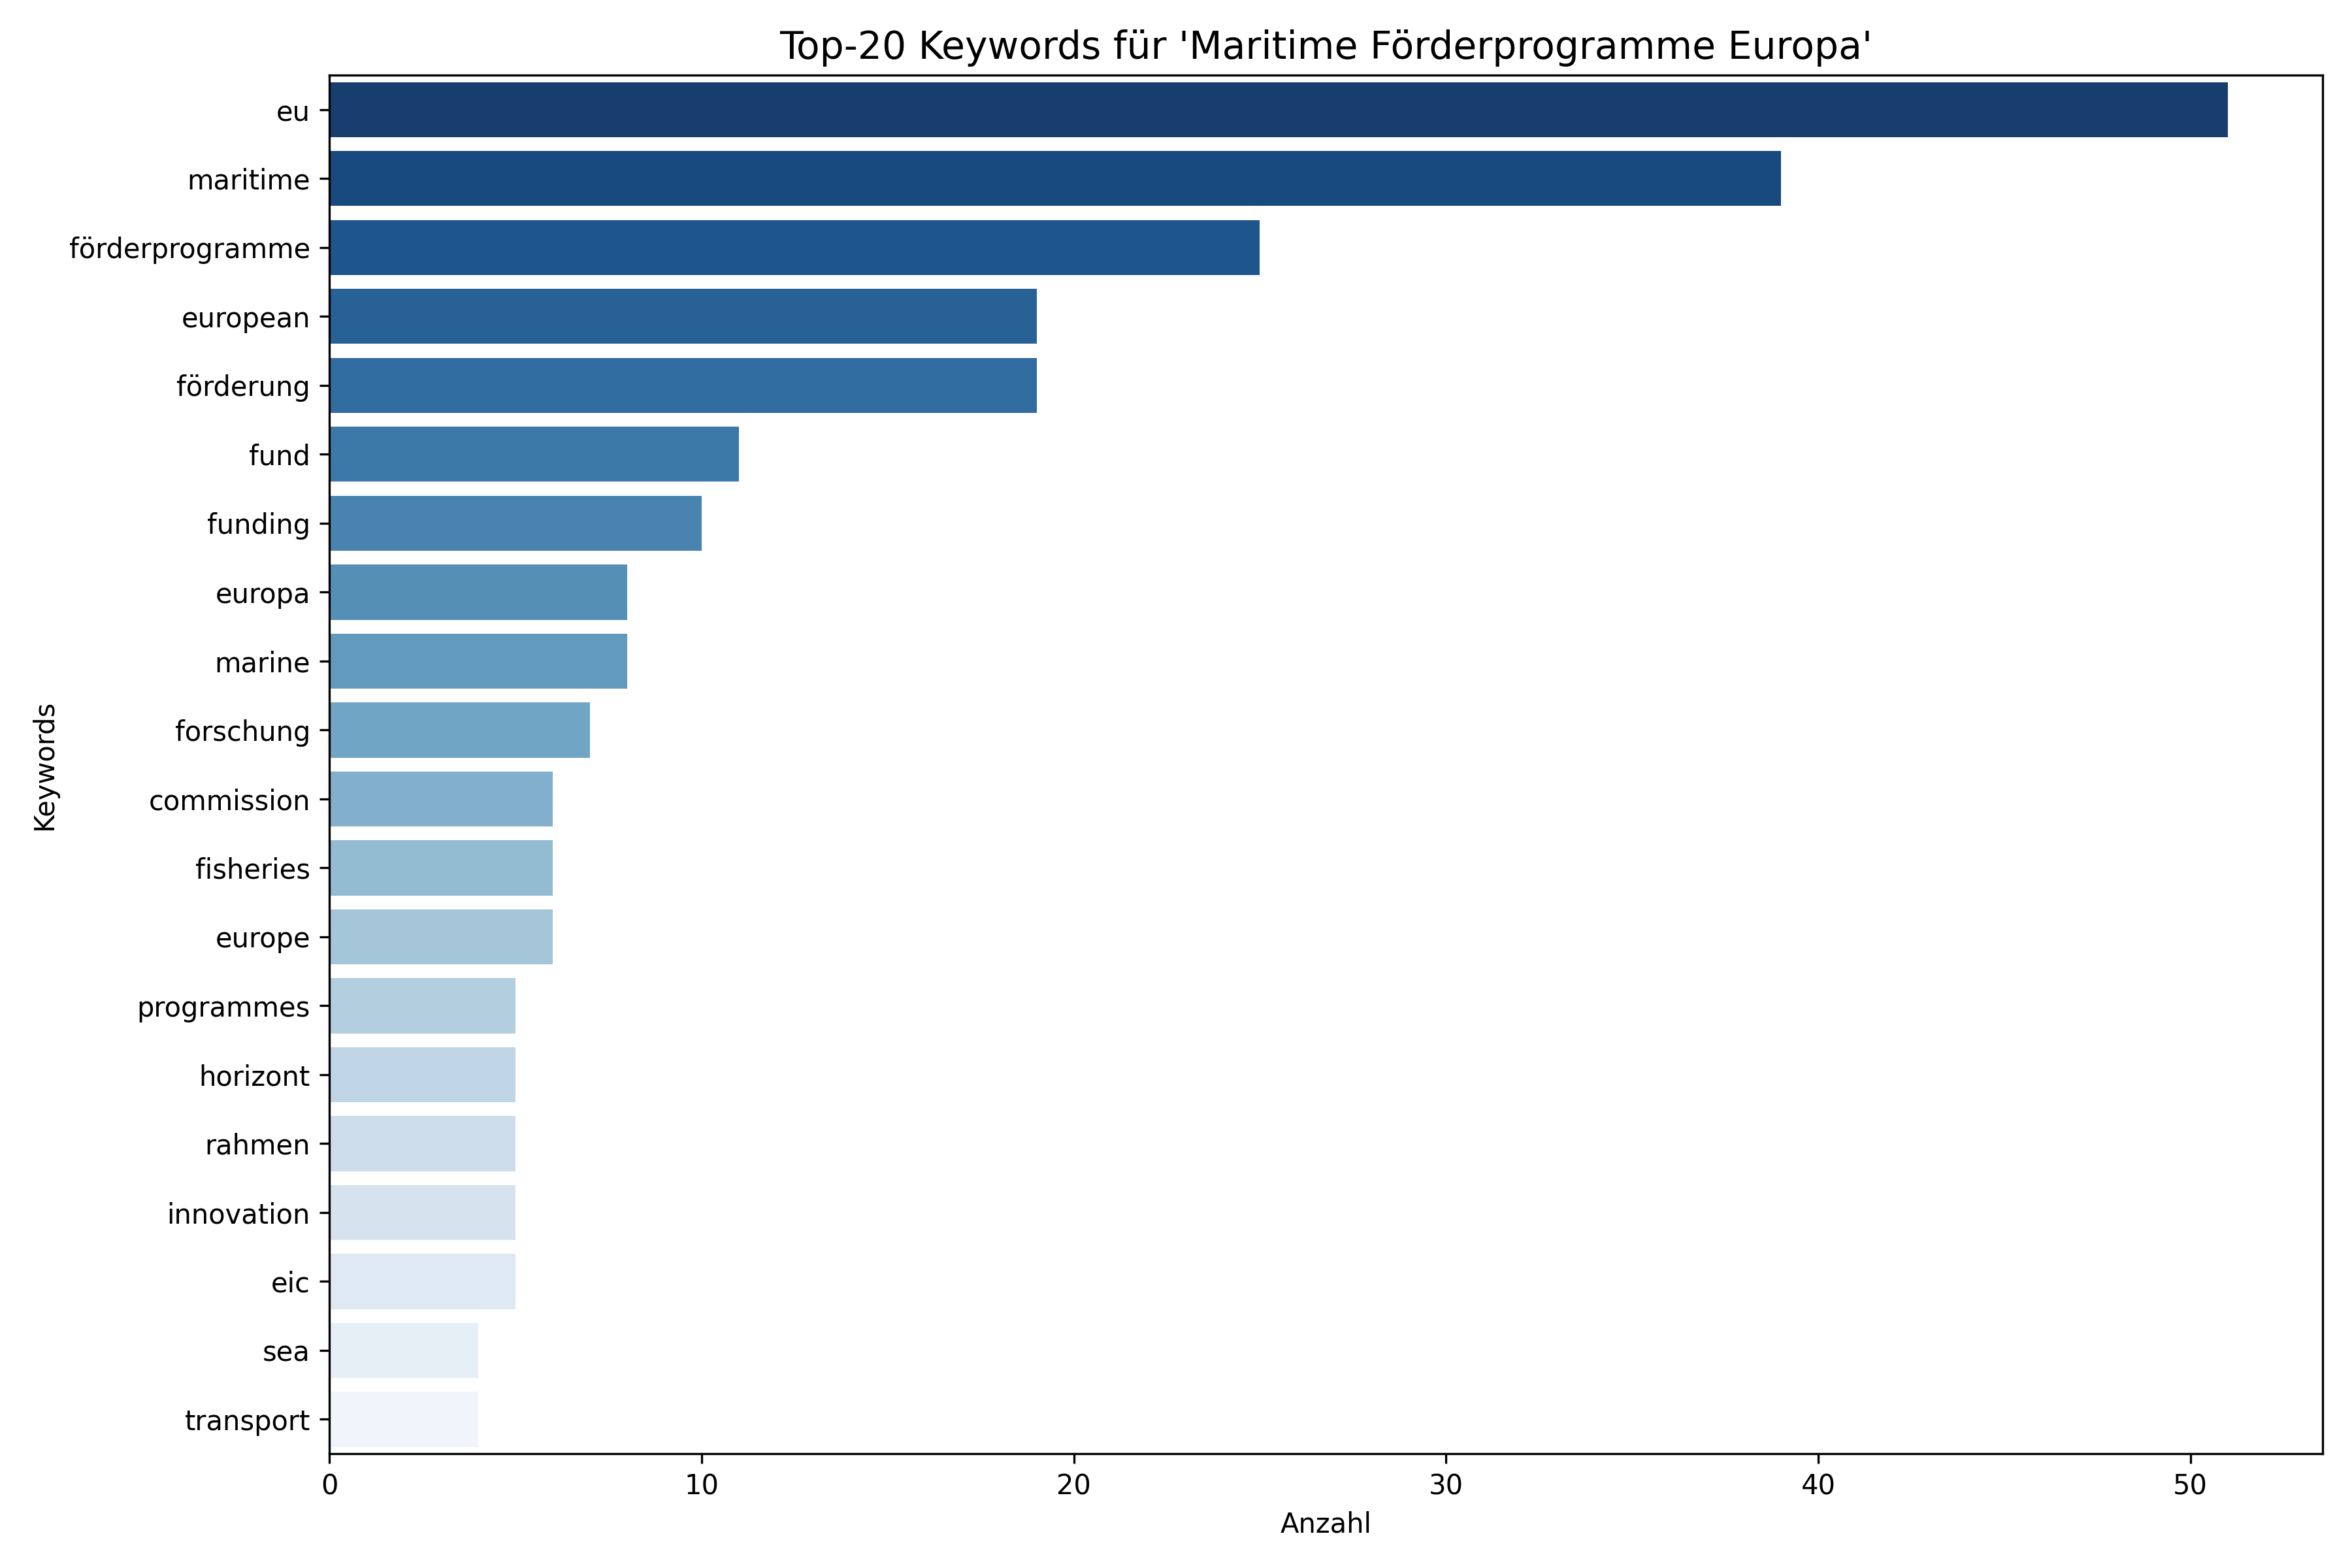 Top-20 Keywords für 'Maritime Förderprogramme Europa'
Keywords
eu
maritime
förderprogramme
european
förderung
fund
funding
europa
marine
forschung
commission
fisheries
europe
programmes
horizont
rahmen
innovation
eic
sea
transport
0 10 20 30 40 50
Anzahl